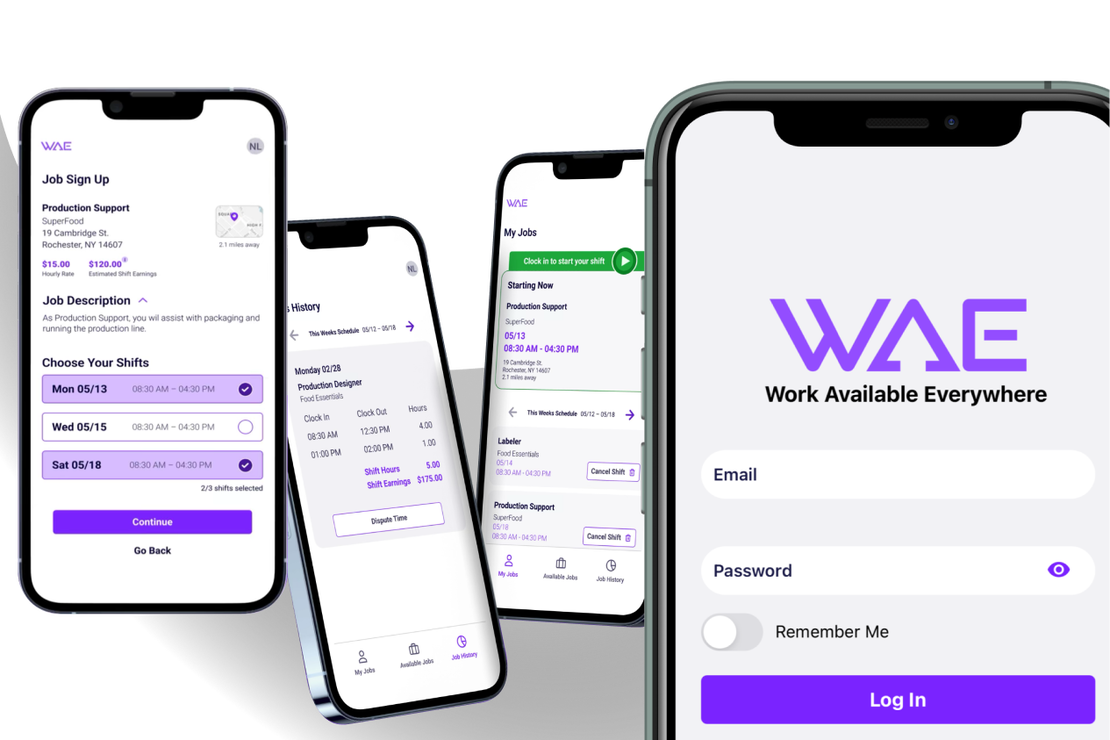 WAE
NL
Job Sign Up
Production Support
SuperFood
19 Cambridge St.
Rochester, NY 14607
2.1 miles away
$15.00 $120.00
Hourly Rate Estimated Shift Earnings
Job Description
As Production Support, you wil assist with packaging and
running the production line.
Choose Your Shifts
Mon 05/13 08:30 AM – 04:30 PM
Wed 05/15 08:30 AM – 04:30 PM
Sat 05/18 08:30 AM – 04:30 PM
2/3 shifts selected
Continue
Go Back
NL
History
This Weeks Schedule 05/12 – 05/18
Monday 02/28
Production Designer
Food Essentials
Clock In Clock Out Hours
08:30 AM 12:30 PM 4.00
01:00 PM 02:00 PM 1.00
Shift Hours 5.00
Shift Earnings $175.00
Dispute Time
My Jobs Available Jobs Job History
WAE
My Jobs
Clock in to start your shift
Starting Now
Production Support
SuperFood
05/13
08:30 AM - 04:30 PM
19 Cambridge St.
Rochester, NY 14607
2.1 miles away
This Weeks Schedule 05/12 – 05/18
Labeler
Food Essentials
05/14
08:30 AM - 04:30 PM
Cancel Shift
Production Support
SuperFood
05/18
08:30 AM - 04:30 PM
Cancel Shift
My Jobs Available Jobs Job History
WAE
Work Available Everywhere
Email
Password
Remember Me
Log In